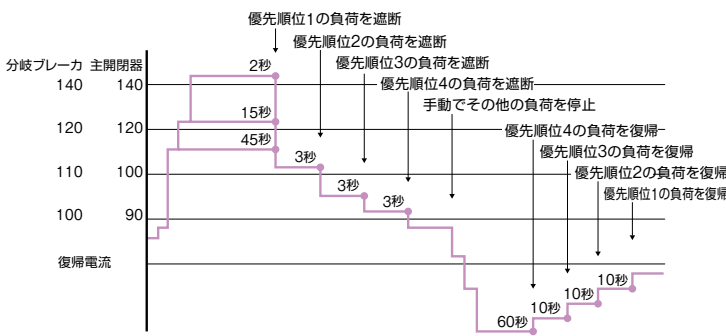 優先順位1の負荷を遮断
優先順位2の負荷を遮断
分岐ブレーカ 主開閉器 2秒 優先順位3の負荷を遮断
140 140 優先順位4の負荷を遮断
手動でその他の負荷を停止
15秒
120 120 優先順位4の負荷を復帰
45秒
優先順位3の負荷を復帰
3秒
110 100 優先順位2の負荷を復帰
3秒
優先順位1の負荷を復帰
3秒
100 90
復帰電流
10秒
10秒
10秒
60秒